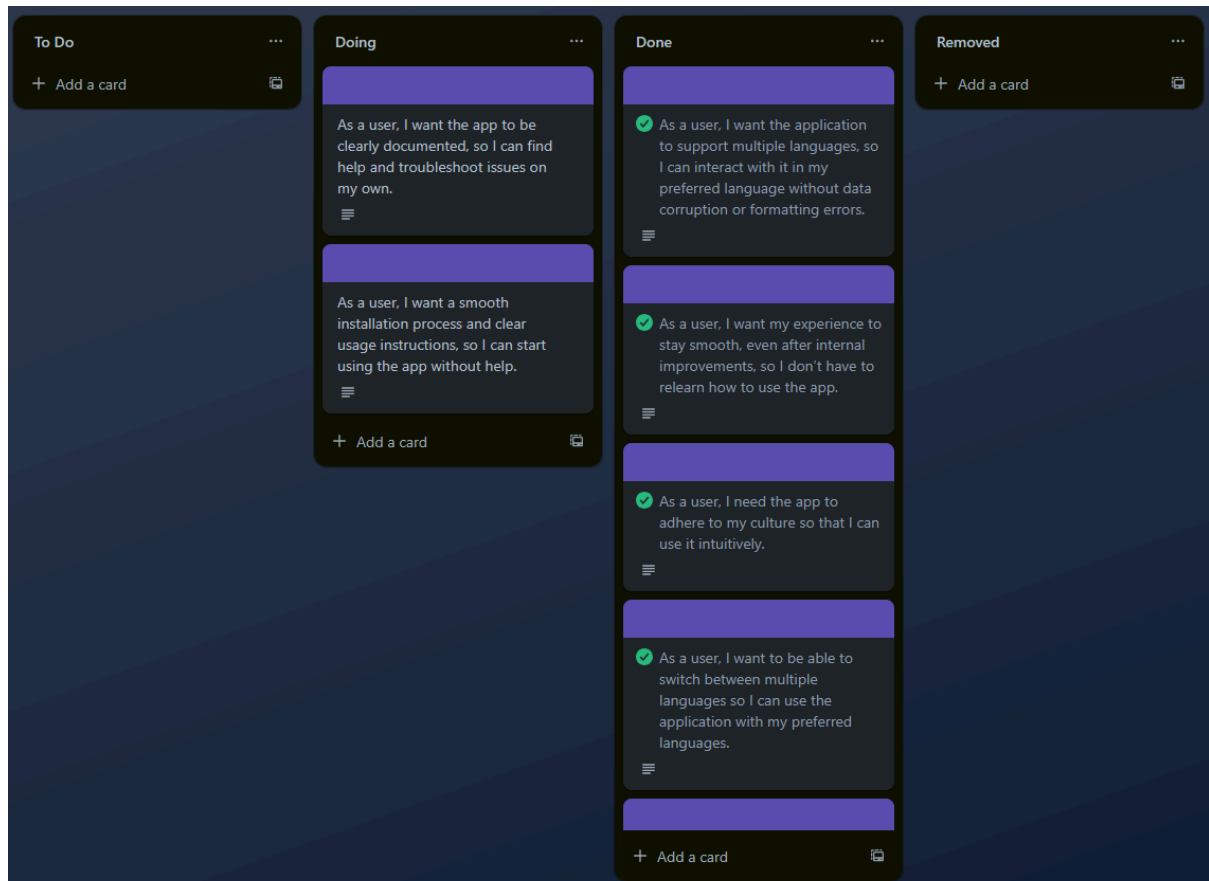 To Do
Add a card
Doing
As a user, I want the app to be
clearly documented, so I can find
help and troubleshoot issues on
my own.
As a user, I want a smooth
installation process and clear
usage instructions, so I can start
using the app without help.
Add a card
Done
As a user, I want the application
to support multiple languages, so
I can interact with it in my
preferred language without data
corruption or formatting errors.
As a user, I want my experience to
stay smooth, even after internal
improvements, so I don't have to
relearn how to use the app.
As a user, I need the app to
adhere to my culture so that I can
use it intuitively.
As a user, I want to be able to
switch between multiple
languages so I can use the
application with my preferred
languages.
Add a card
Removed
Add a card